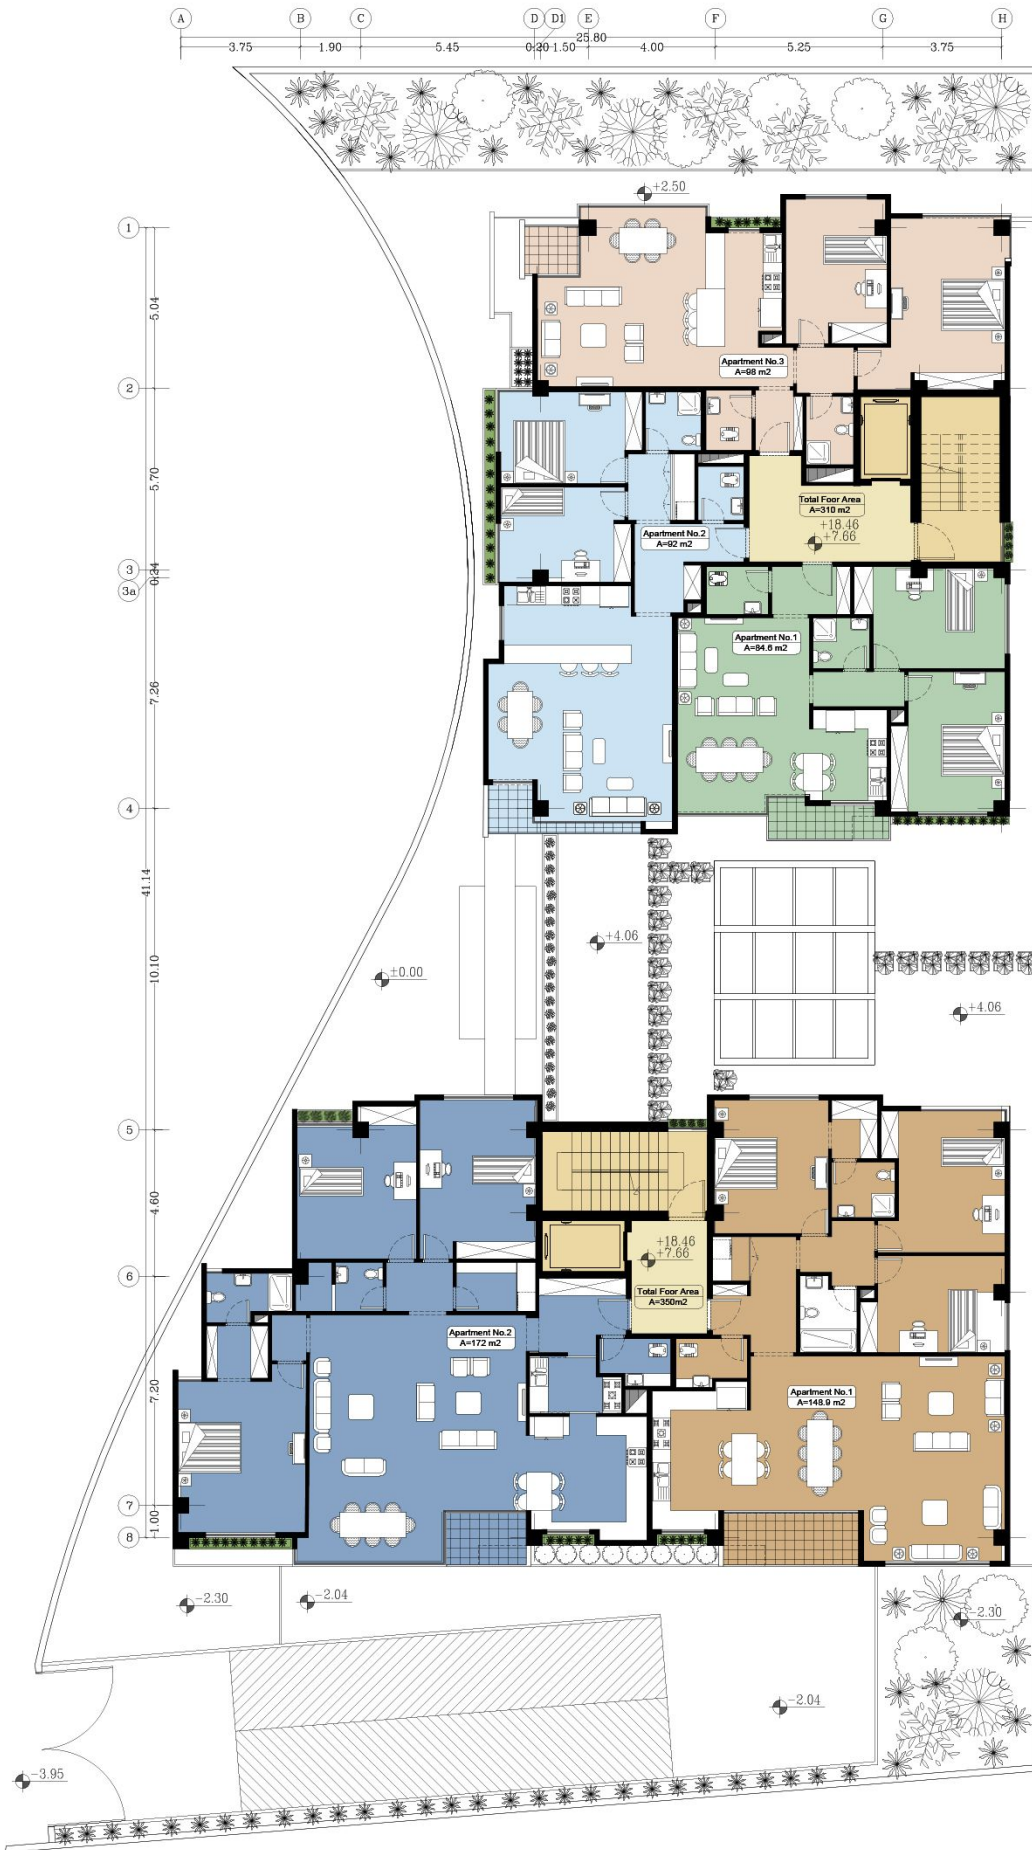 A B C D D1 E F G H
25.80
3.75 1.90 5.45 0.20 1.50 4.00 5.25 3.75
+2.50
1
5.04
2
Apartment No.3
A=98 m2
5.70
Total Foor Area
A=310 m2
+18.46
+7.66
Apartment No.2
A=92 m2
3
0.24
3a
Apartment No.1
A=84.6 m2
7.26
4
41.14
+4.06
10.10
±0.00
+4.06
5
4.60
+18.46
+7.66
6
Total Foor Area
A=350m2
Apartment No.2
A=172 m2
7.20
Apartment No.1
A=148.9 m2
7
1.00
8
-2.30
-2.04
-2.30
-2.04
-3.95